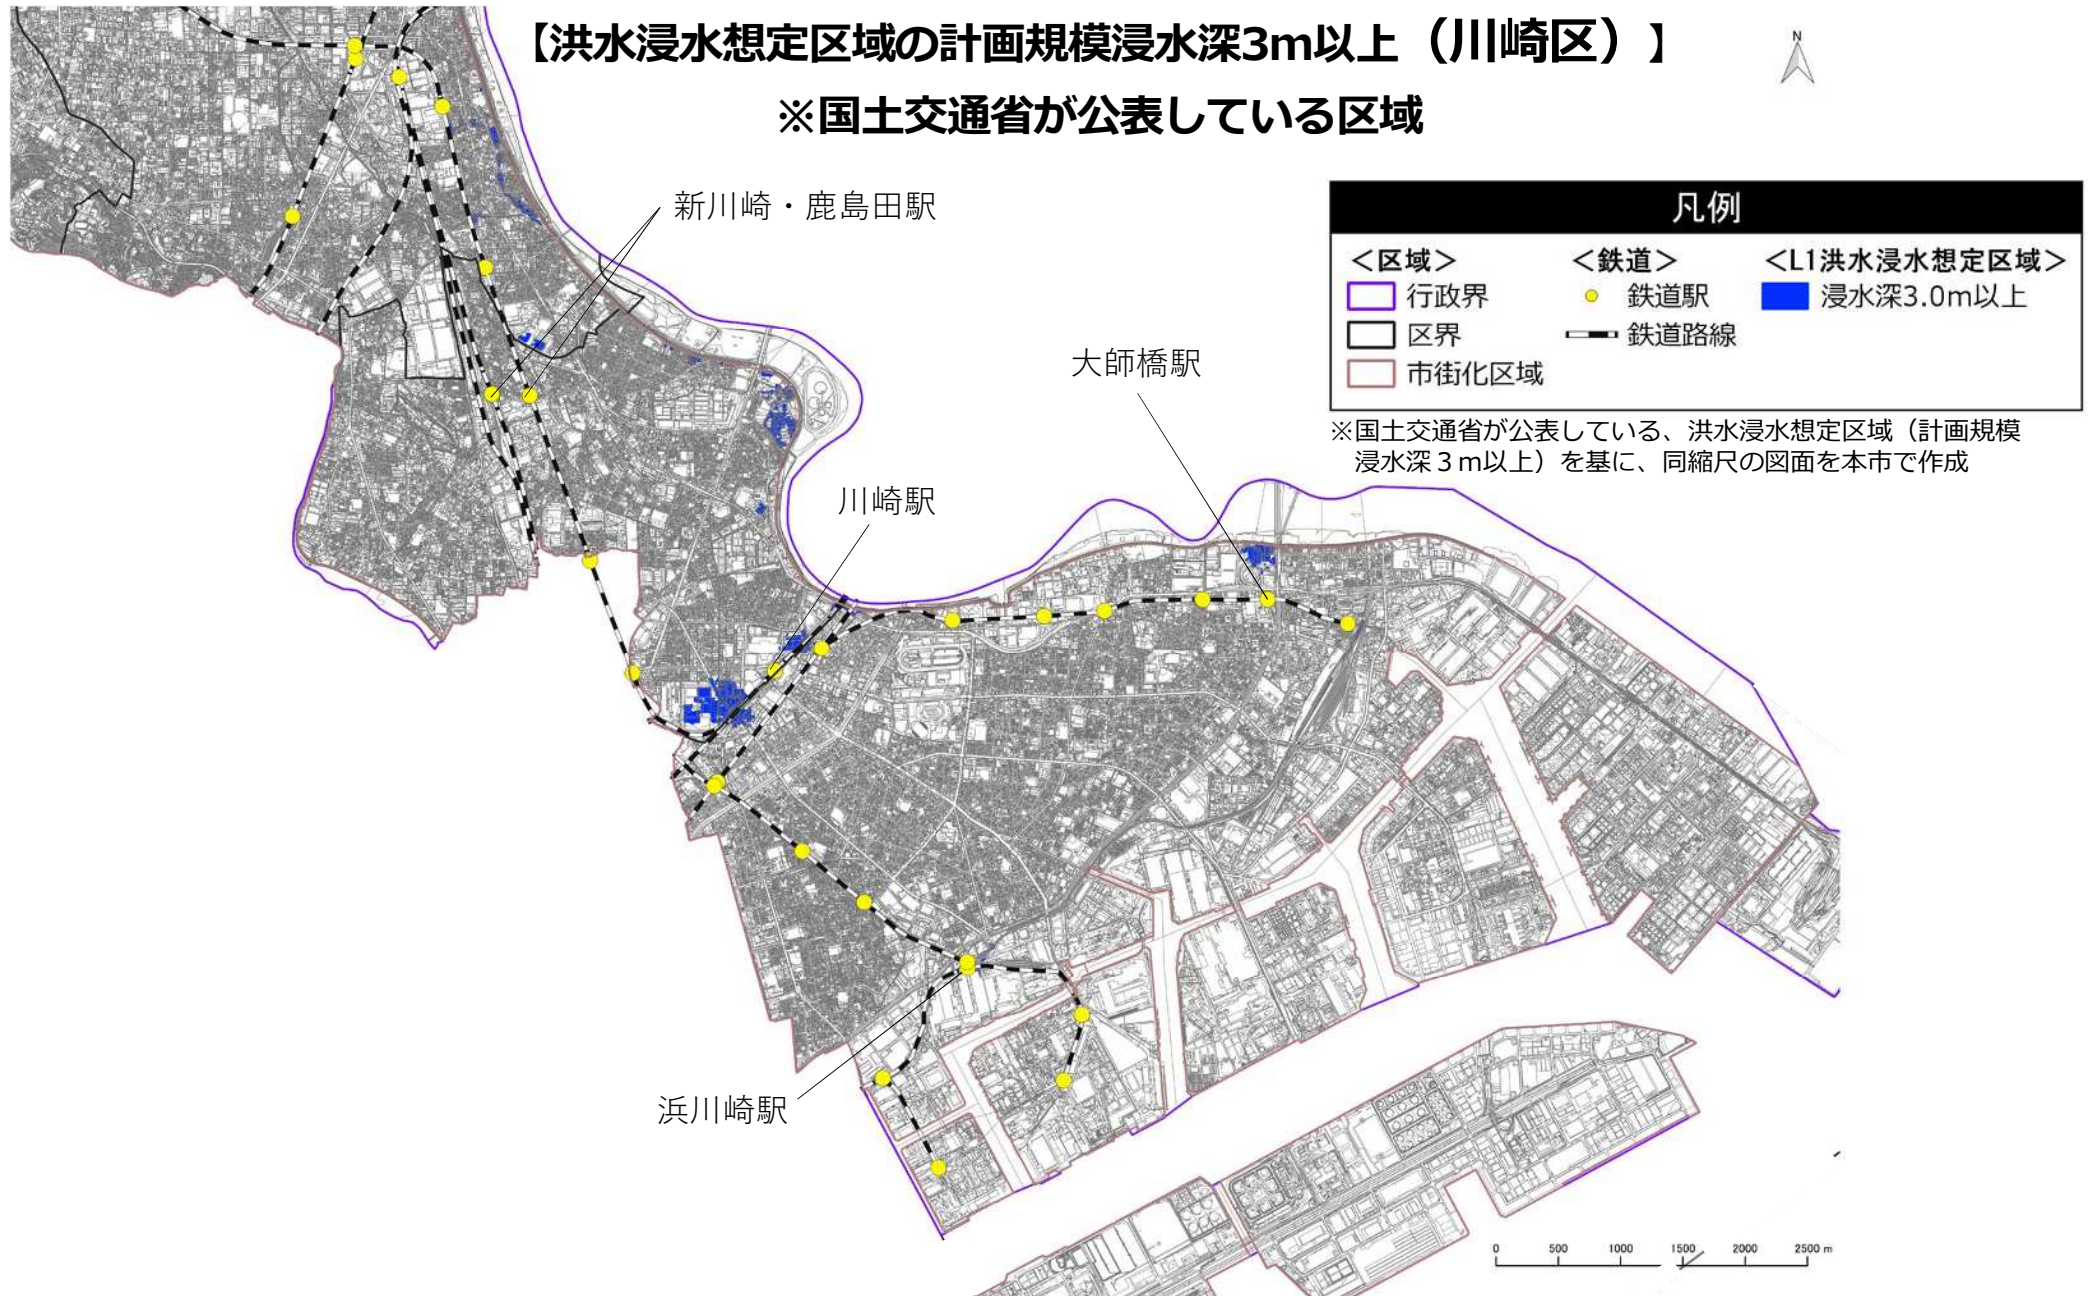 【洪水浸水想定区域の計画規模浸水深3m以上（川崎区）】
※国土交通省が公表している区域
N
凡例
＜区域＞
行政界
区界
市街化区域
＜鉄道＞
鉄道駅
鉄道路線
＜L1洪水浸水想定区域＞
浸水深3.0m以上
※国土交通省が公表している、洪水浸水想定区域（計画規模
浸水深３ｍ以上）を基に、同縮尺の図面を本市で作成
新川崎・鹿島田駅
大師橋駅
川崎駅
浜川崎駅
0 500 1000 1500 2000 2500 m